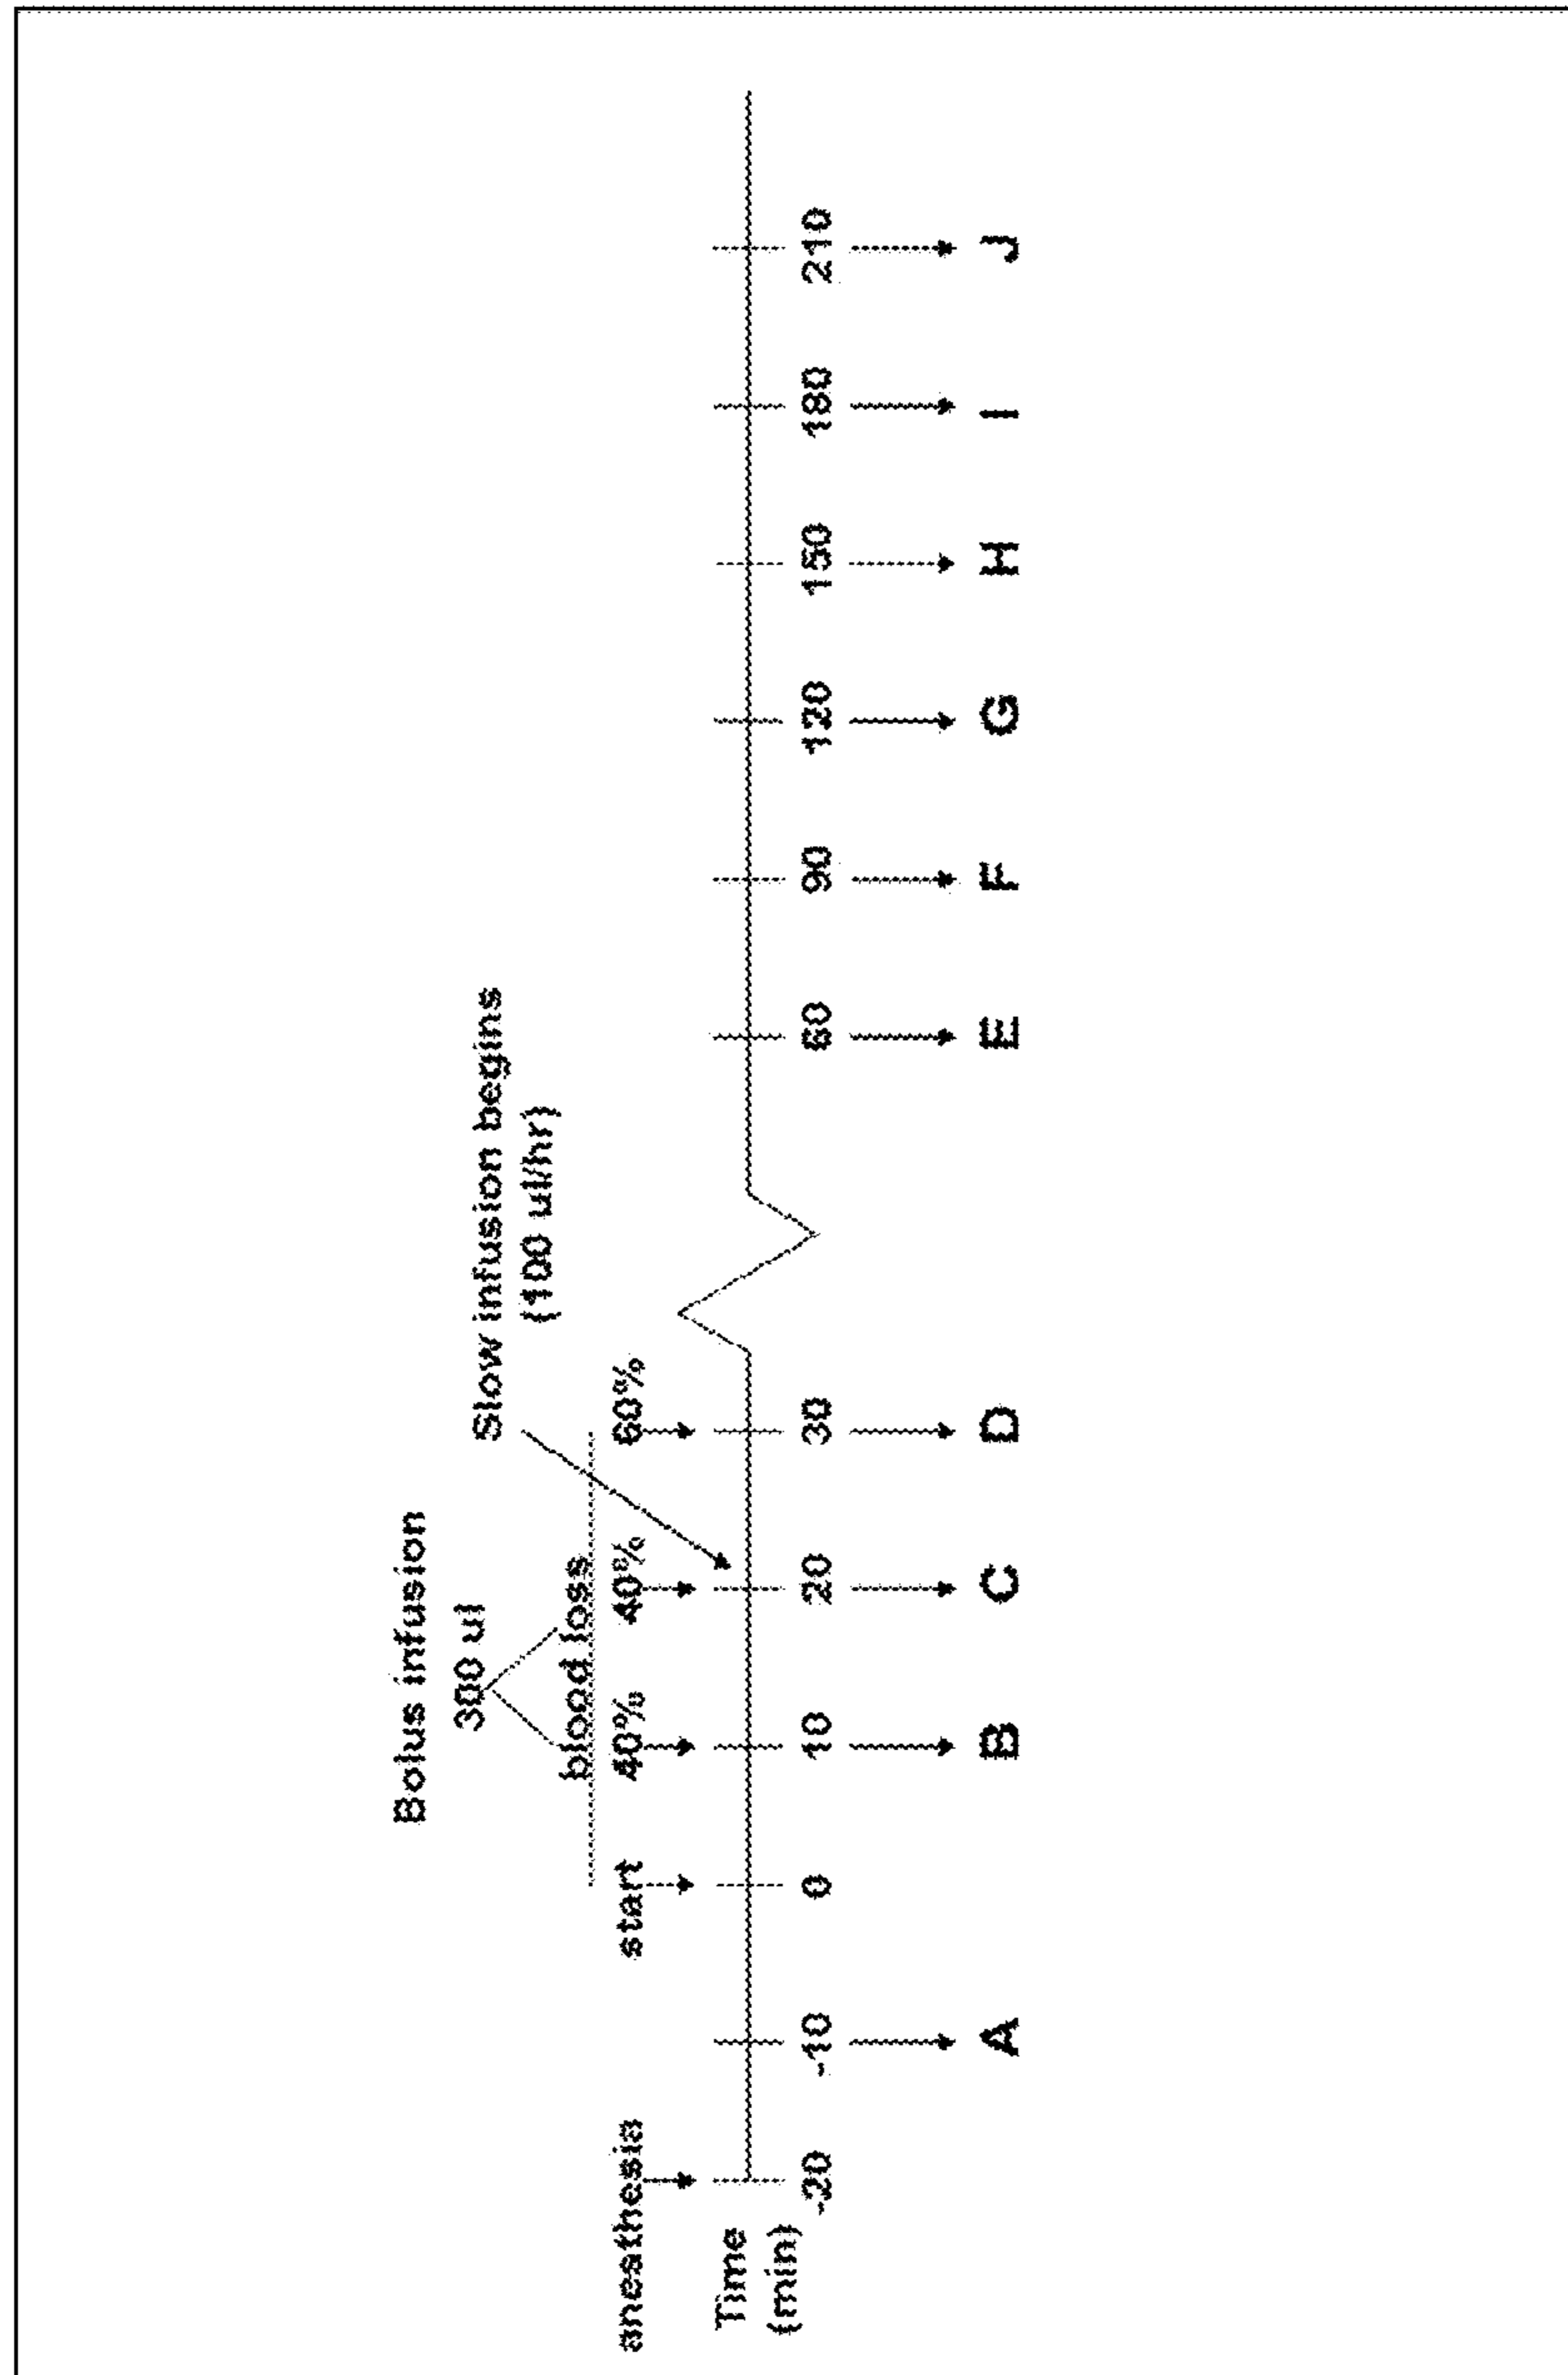 Bolus infusion
300 ul
Slow infusion begins
(100 ul/hr)
blood loss
anesthesia start 40% 40% 60%
Time
(min)
-20 -10 0 10 20 30 60 90 120 150 180 210
A B C D E F G H I J